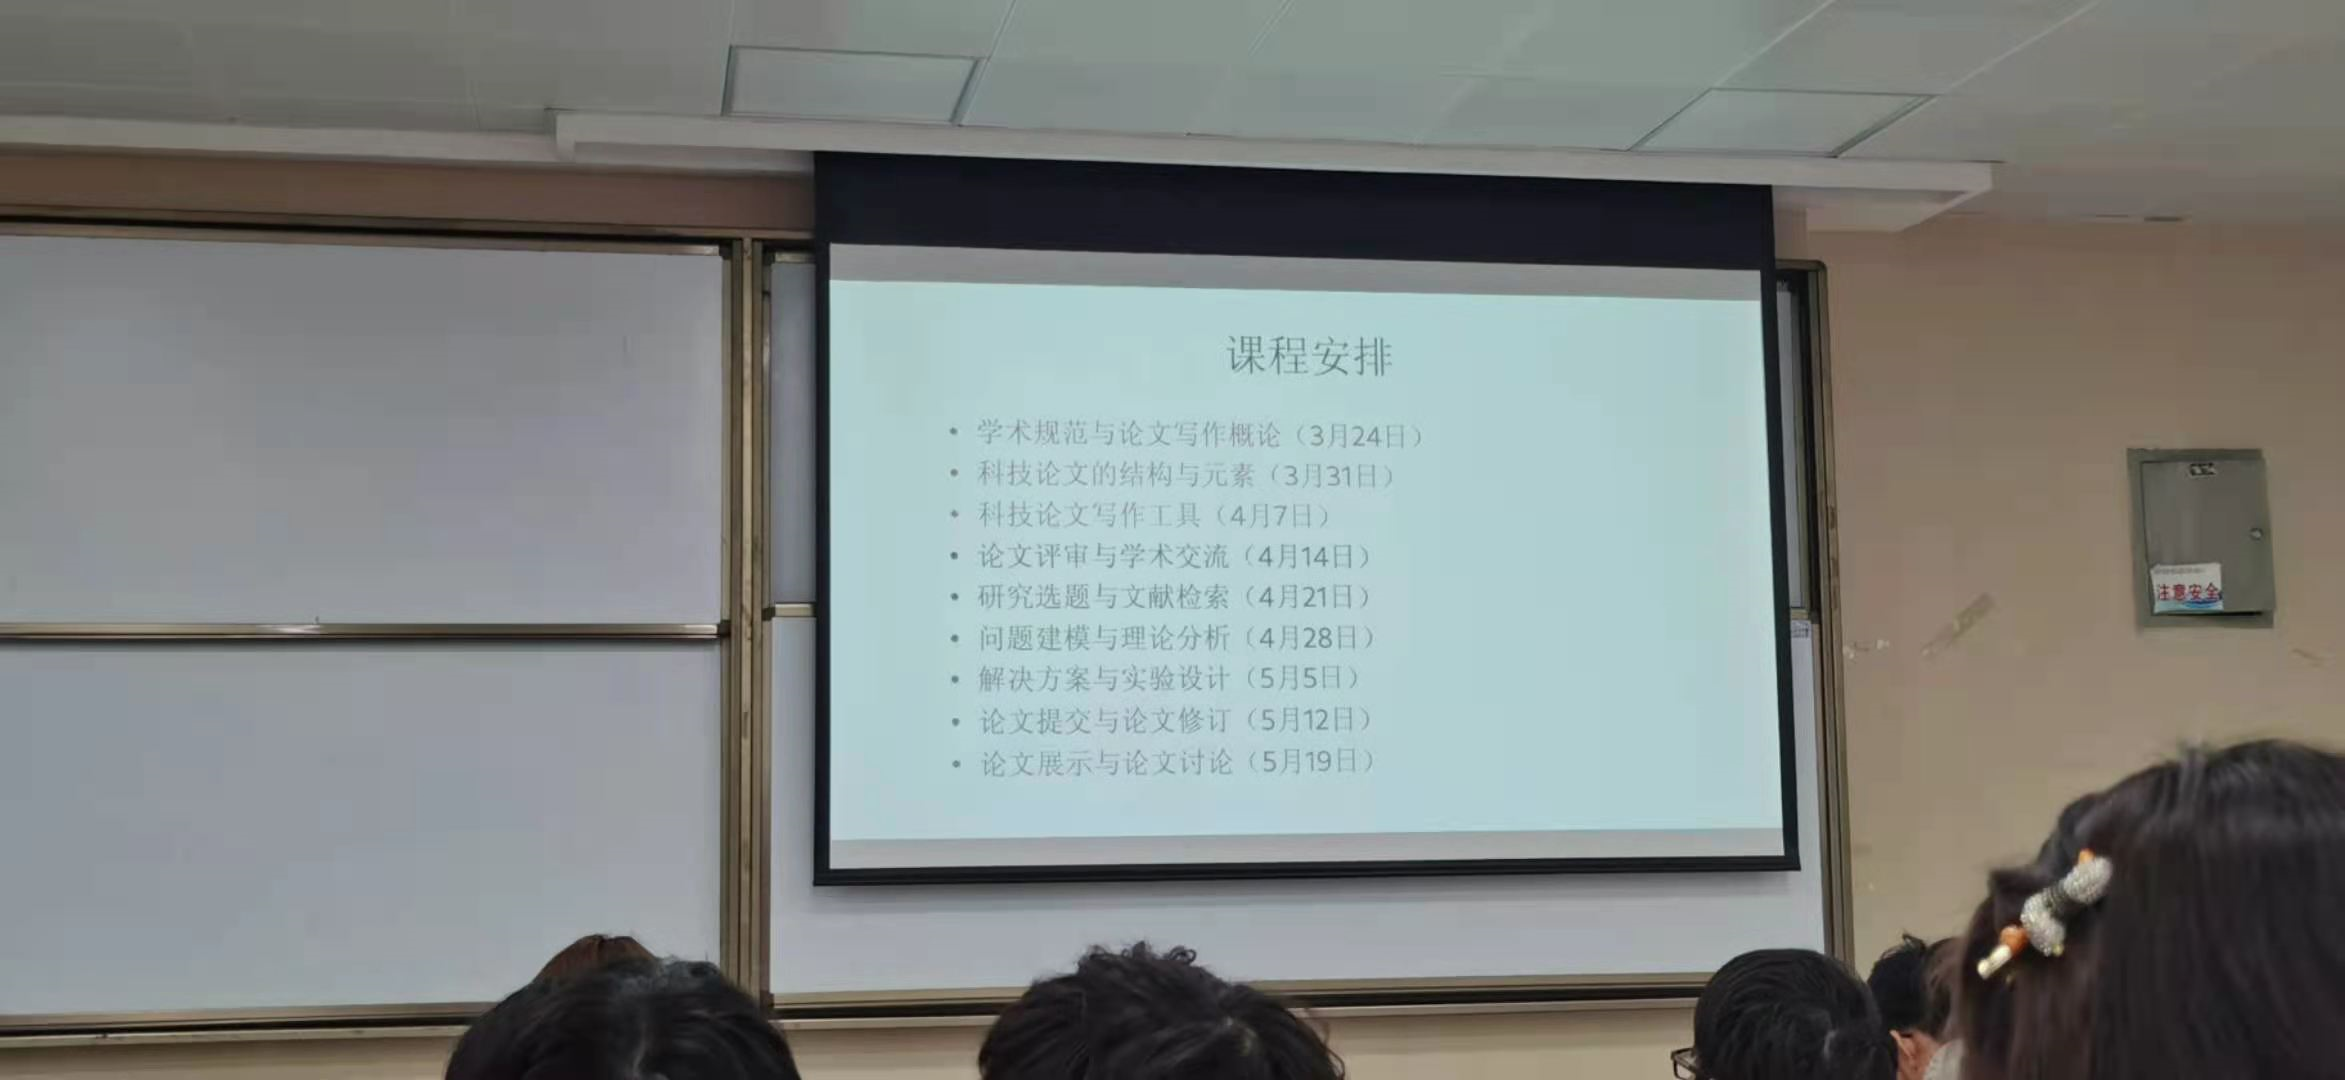 课程安排
• 学术规范与论文写作概论（3月24日）
• 科技论文的结构与元素（3月31日）
• 科技论文写作工具（4月7日）
• 论文评审与学术交流（4月14日）
• 研究选题与文献检索（4月21日）
• 问题建模与理论分析（4月28日）
• 解决方案与实验设计（5月5日）
• 论文提交与论文修订（5月12日）
• 论文展示与论文讨论（5月19日）
注意安全